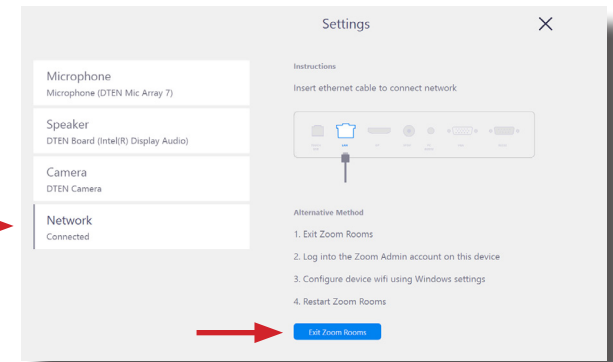 Settings
Microphone
Microphone (DTEN Mic Array 7)
Speaker
DTEN Board (Intel(R) Display Audio)
Camera
DTEN Camera
Network
Connected
Instructions
Insert ethernet cable to connect network
LAN
Alternative Method
1. Exit Zoom Rooms
2. Log into the Zoom Admin account on this device
3. Configure device wifi using Windows settings
4. Restart Zoom Rooms
Exit Zoom Rooms